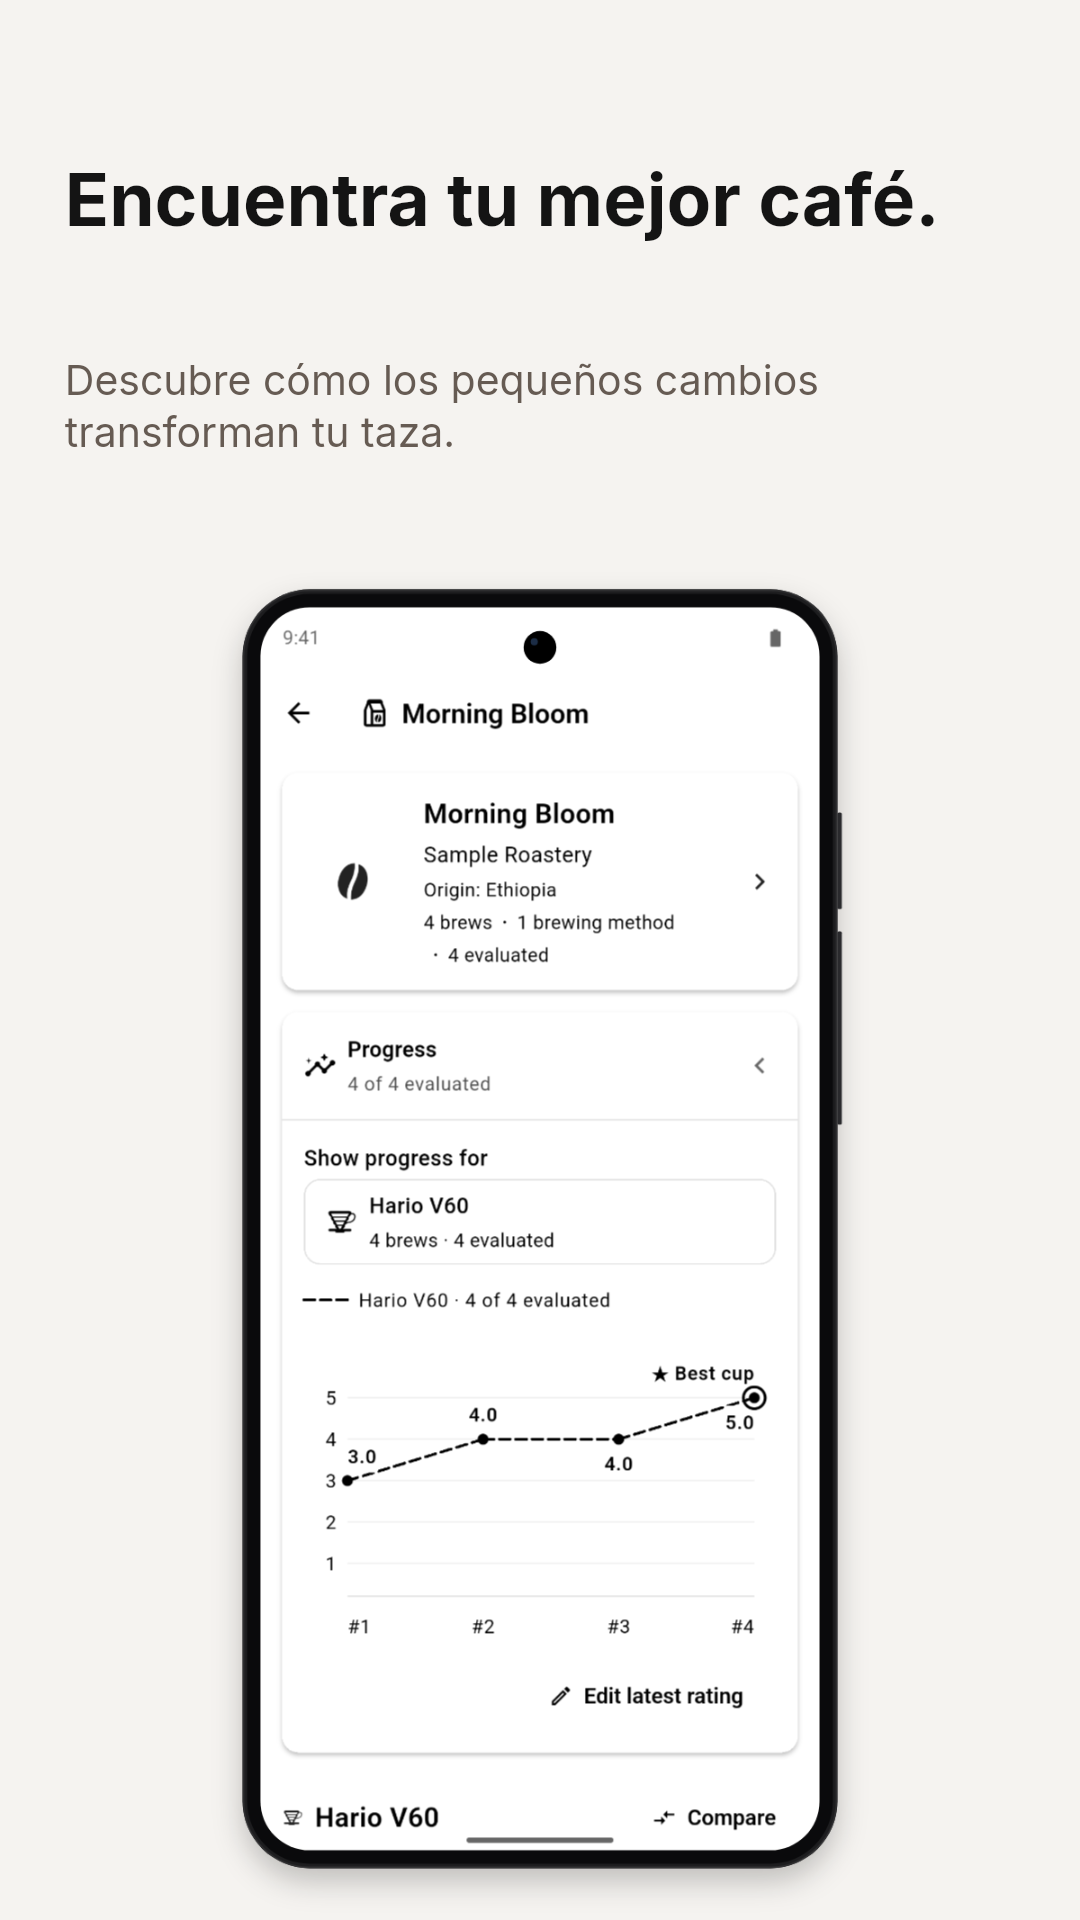 Encuentra tu mejor café.
Descubre cómo los pequeños cambios
transforman tu taza.
9:41
Morning Bloom
Morning Bloom
Sample Roastery
Origin: Ethiopia
4 brews · 1 brewing method
· 4 evaluated
Progress
4 of 4 evaluated
Show progress for
Hario V60
4 brews · 4 evaluated
Hario V60 · 4 of 4 evaluated
★ Best cup
5
4.0
5.0
4
3.0
4.0
3
2
1
#1 #2 #3 #4
Edit latest rating
Hario V60
Compare